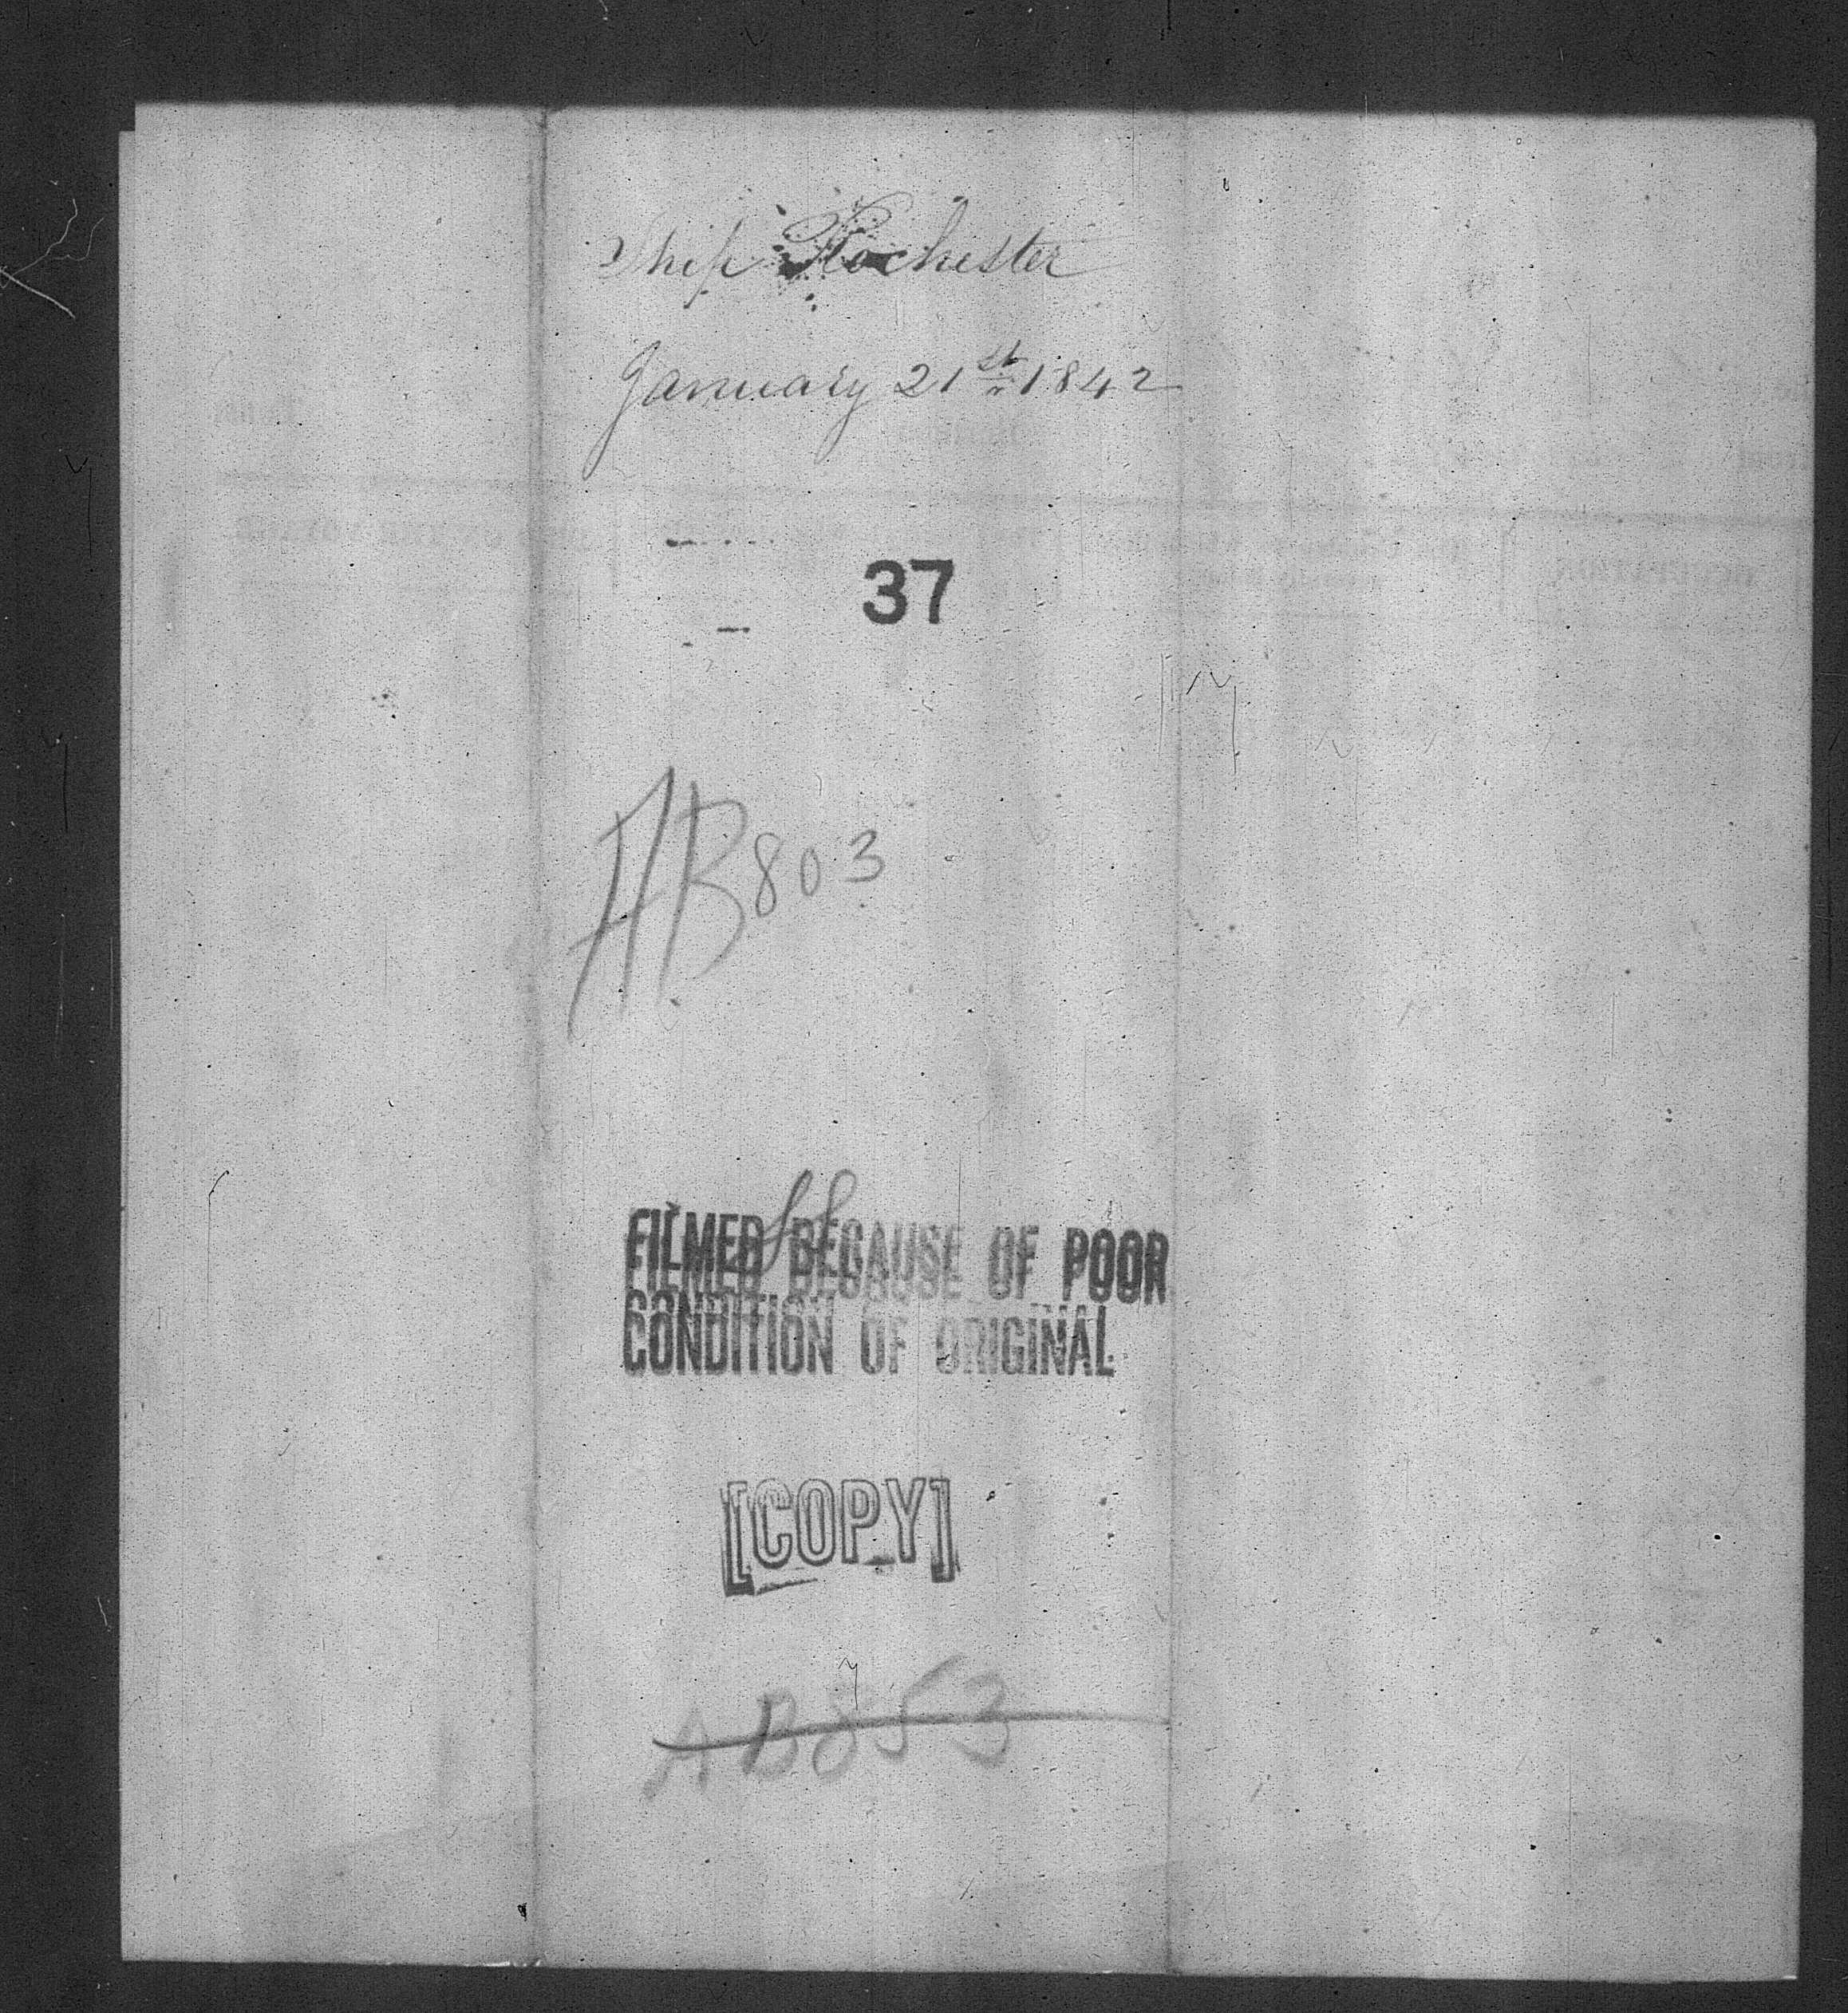 Ship Rochester
January 21st 1842
37
AB803
FILMED BECAUSE OF POOR
CONDITION OF ORIGINAL
[COPY]
AB853